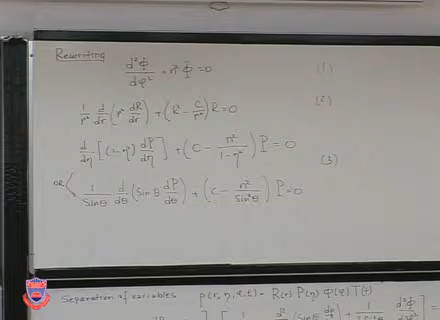 Rewriting
d²Φ/dφ² + n²Φ = 0 (1)
1/r² d/dr (r² dR/dr) + (k² - C/r²) R = 0 (2)
d/dη [(1-η²) dP/dη] + (C - n²/(1-η²)) P = 0 (3)
OR 1/Sinθ d/dθ (Sinθ dP/dθ) + (C - n²/Sin²θ) P = 0
Separation of variables p(r, η, φ, t) = R(r) P(η) Φ(φ) T(t)